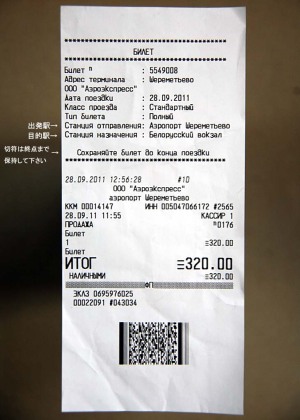 БИЛЕТ
Билет n : 5549008
Адрес терминала : Шереметьево
ООО "Аэроэкспресс"
Дата поездки : 28.09.2011
Класс проезда : Стандартный
Тип билета : Полный
出発駅→ Станция отправления: Аэропорт Шереметьево
目的駅→ Станция назначения : Белорусский вокзал
切符は終点まで保持して下さい → Сохраняйте билет до конца поездки
28.09.2011 12:56:28 #10
ООО "Аэроэкспресс"
аэропорт Шереметьево
ККМ 00014147 ИНН 005047066172 #2565
28.09.11 11:55 КАССИР 1
ПРОДАЖА №0176
Билет
1 ≡320.00
Билет
ИТОГ ≡320.00
НАЛИЧНЫМИ ≡320.00
ФП
ЭКЛЗ 0695976025
00022091 #043034